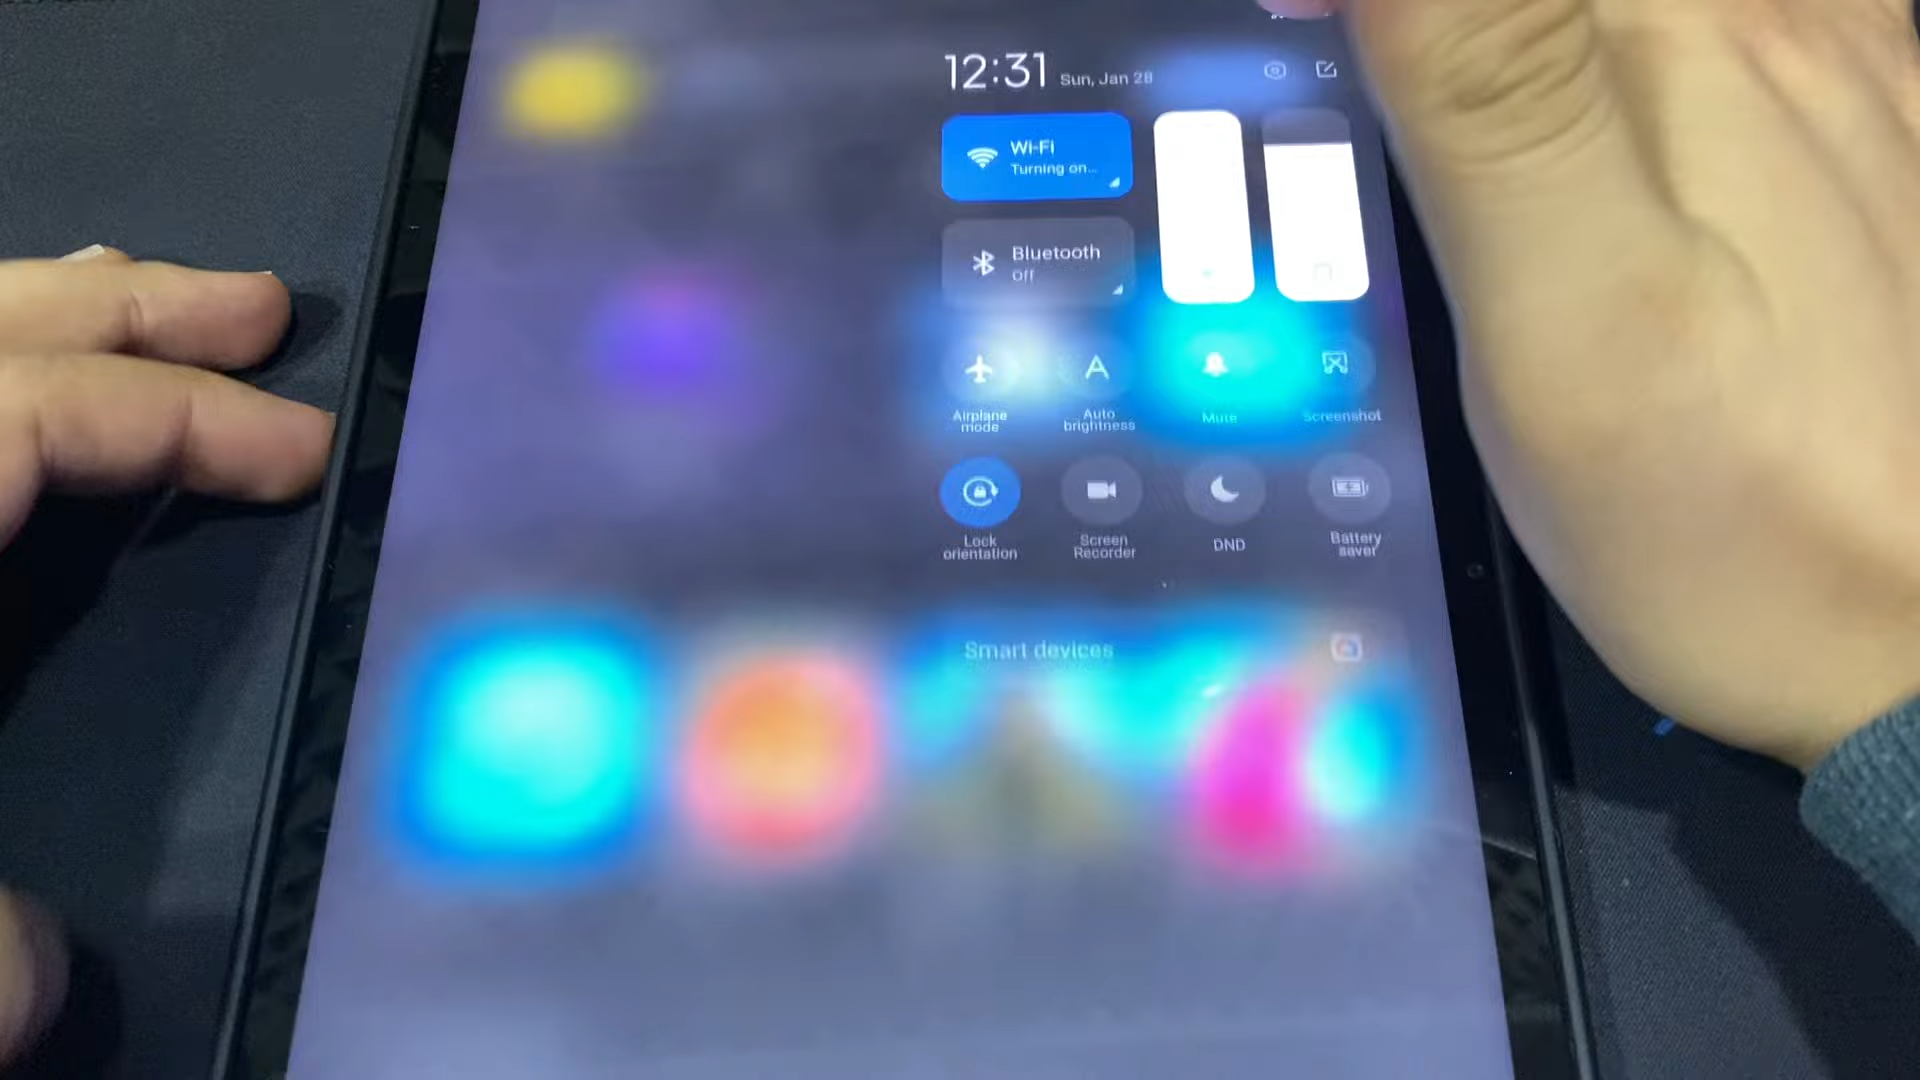 12:31 Sun, Jan 28
Wi-Fi
Turning on...
Bluetooth
Off
Airplane
mode
Auto
brightness
Mute
Screenshot
Lock
orientation
Screen
Recorder
DND
Battery
saver
Smart devices